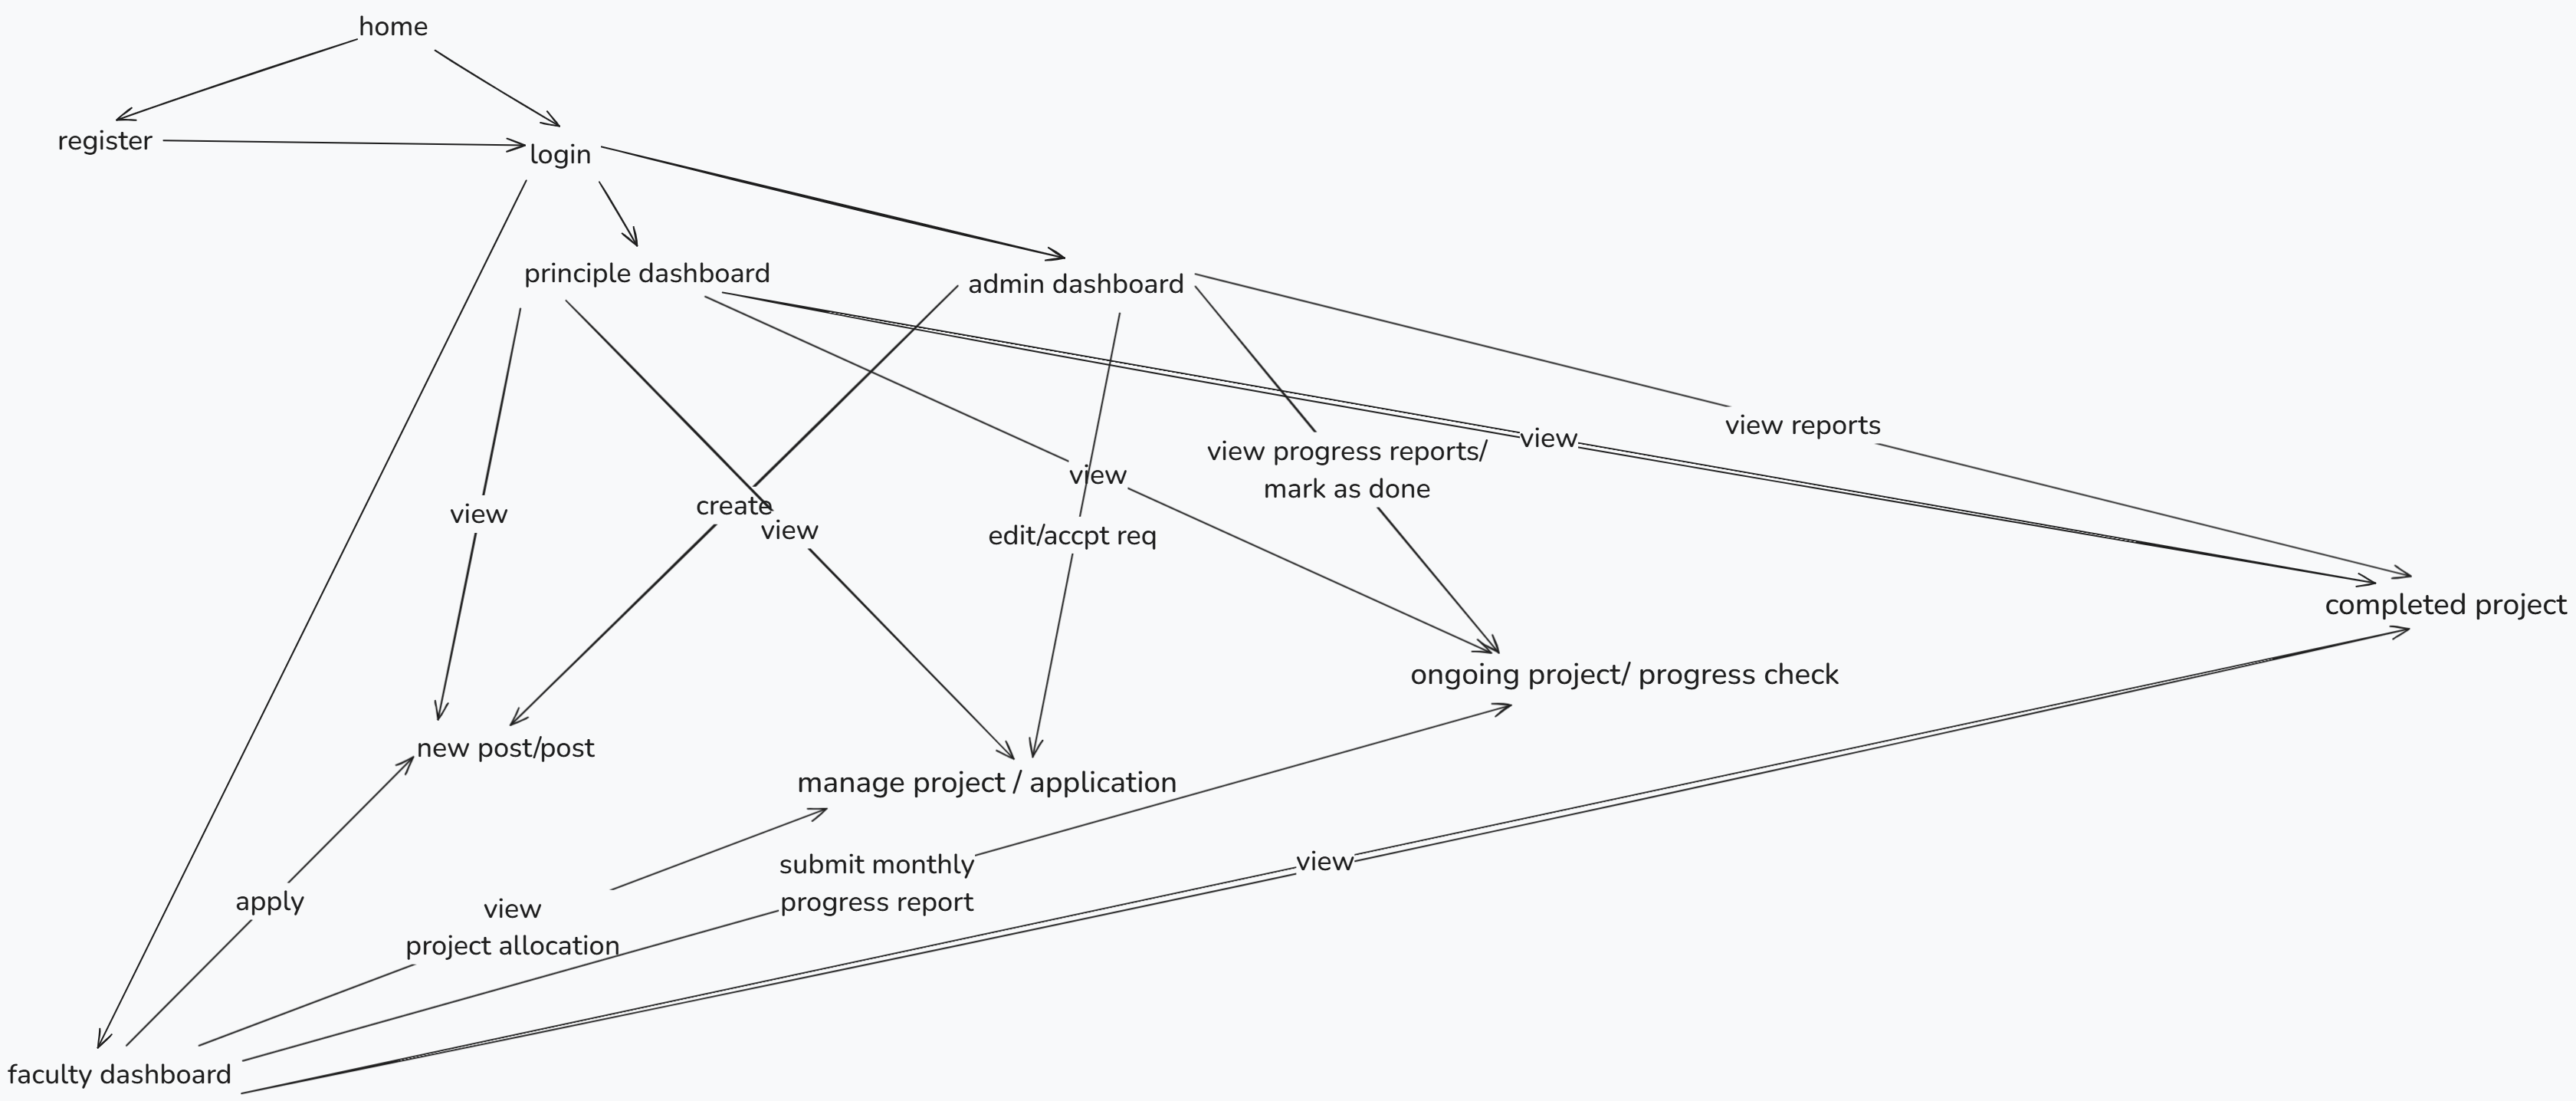 home
register
login
principle dashboard
admin dashboard
view reports
view
view progress reports/
mark as done
view
create
view
view
edit/accpt req
completed project
ongoing project/ progress check
new post/post
manage project / application
submit monthly
progress report
view
apply
view
project allocation
faculty dashboard